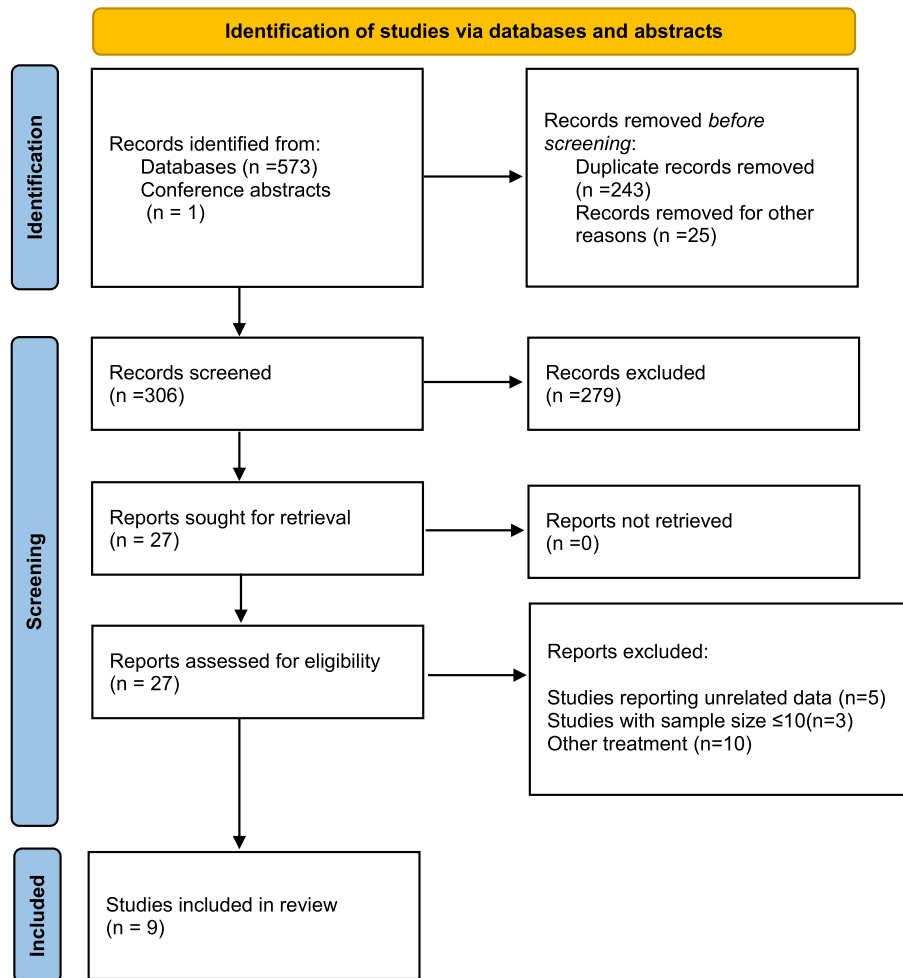 Identification of studies via databases and abstracts
Identification
Records identified from:
Databases (n =573)
Conference abstracts
(n = 1)
Records removed before
screening:
Duplicate records removed
(n =243)
Records removed for other
reasons (n =25)
Screening
Records screened
(n =306)
Records excluded
(n =279)
Reports sought for retrieval
(n = 27)
Reports not retrieved
(n =0)
Reports assessed for eligibility
(n = 27)
Reports excluded:
Studies reporting unrelated data (n=5)
Studies with sample size ≤10(n=3)
Other treatment (n=10)
Included
Studies included in review
(n = 9)